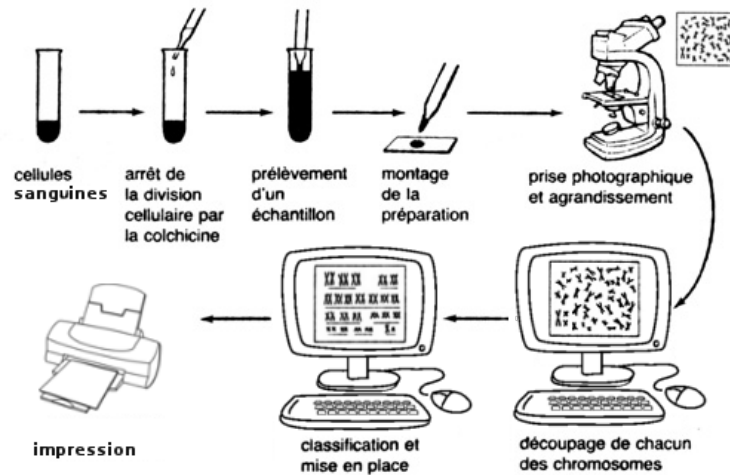 cellules
sanguines
arrêt de
la division
cellulaire par
la colchicine
prélèvement
d'un
échantillon
montage
de la
préparation
prise photographique
et agrandissement
impression
classification et
mise en place
découpage de chacun
des chromosomes